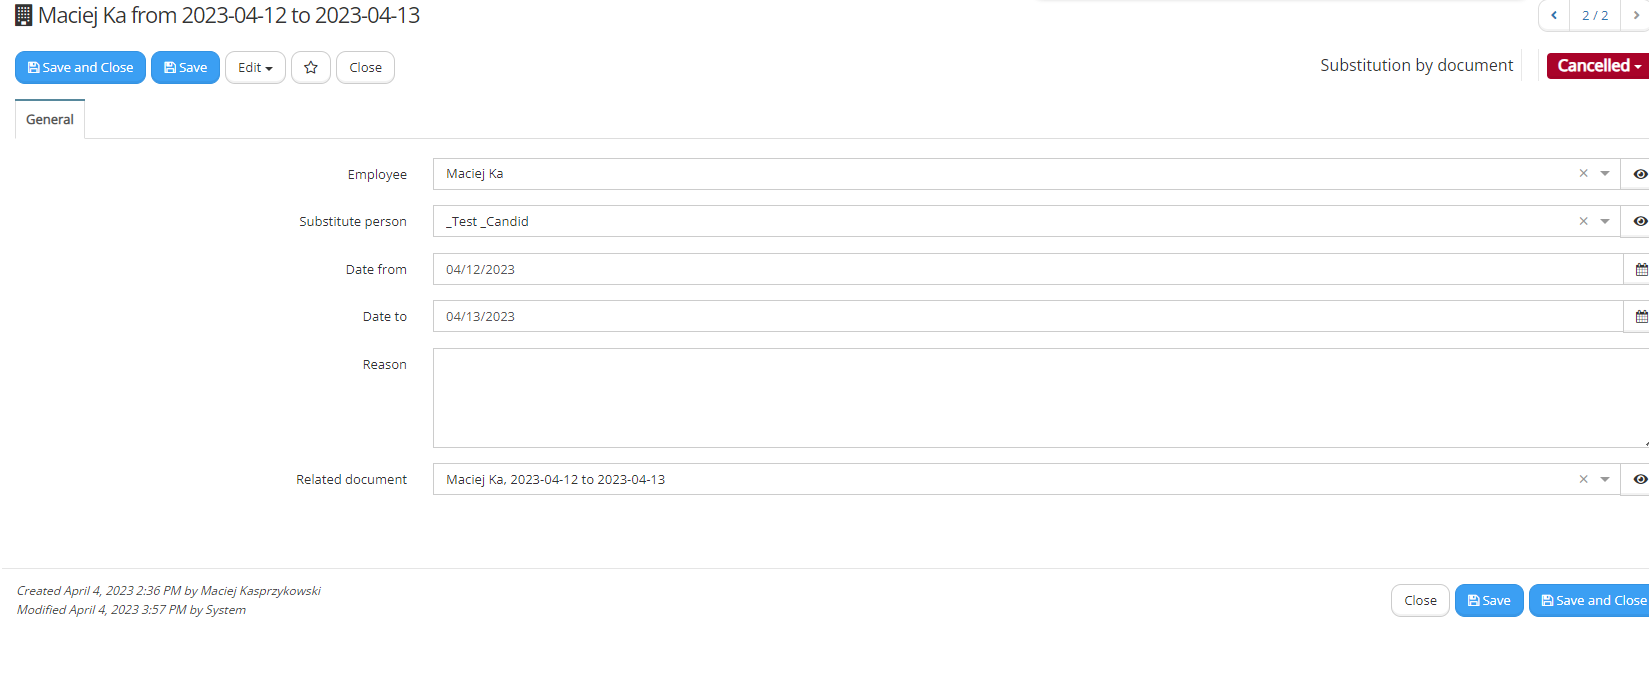 Maciej Ka from 2023-04-12 to 2023-04-13
2 / 2
Save and Close Save Edit Close
Substitution by document Cancelled
General
Employee Maciej Ka
Substitute person _Test _Candid
Date from 04/12/2023
Date to 04/13/2023
Reason
Related document Maciej Ka, 2023-04-12 to 2023-04-13
Created April 4, 2023 2:36 PM by Maciej Kasprzykowski
Modified April 4, 2023 3:57 PM by System
Close Save Save and Close